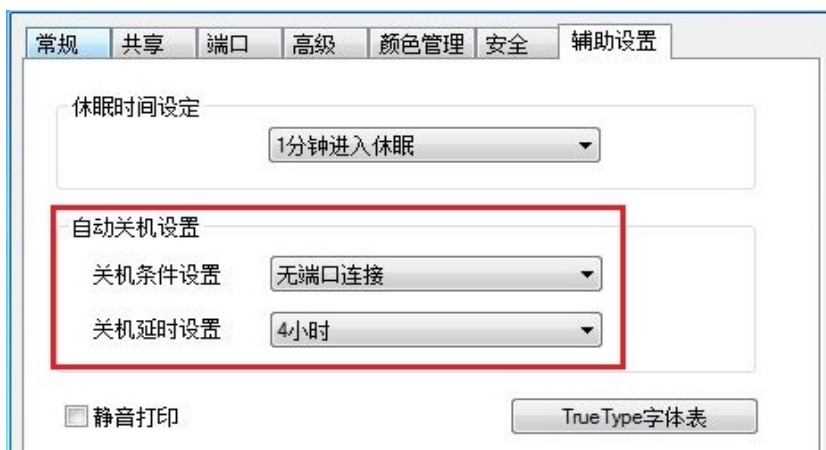 常规 共享 端口 高级 颜色管理 安全 辅助设置
休眠时间设定
1分钟进入休眠
自动关机设置
关机条件设置 无端口连接
关机延时设置 4小时
静音打印 TrueType字体表